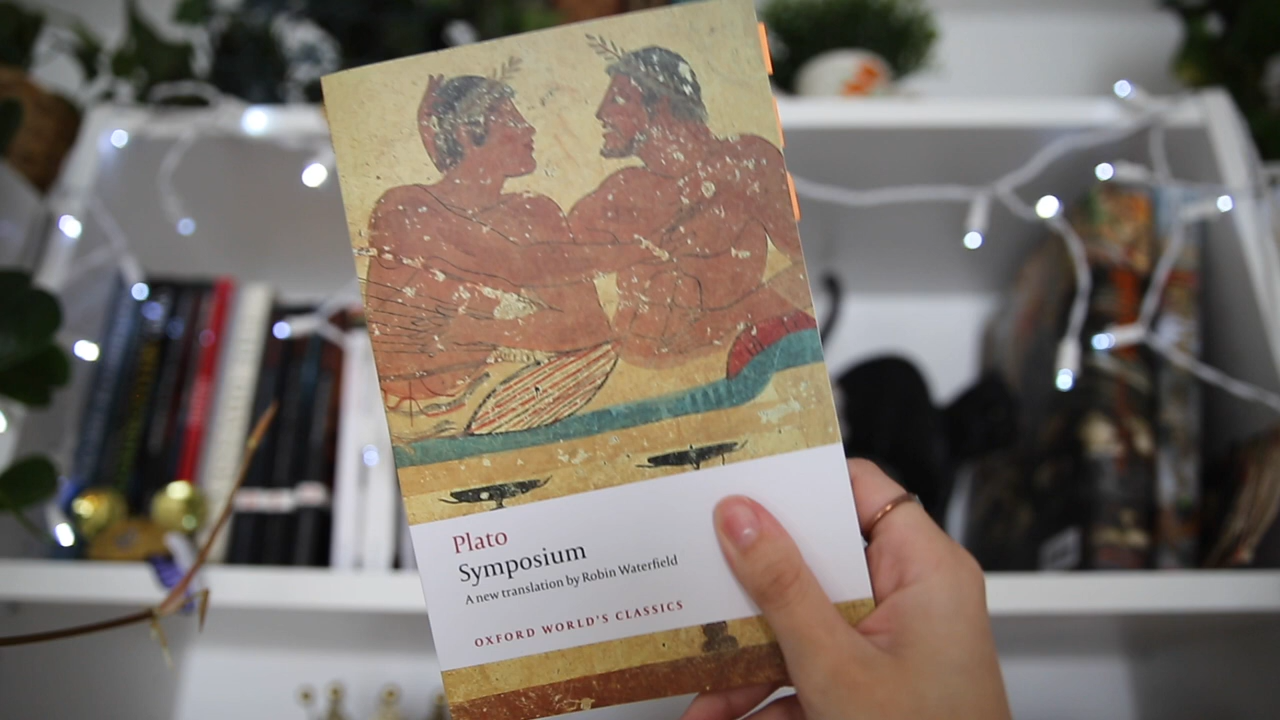 Plato
Symposium
A new translation by Robin Waterfield
OXFORD WORLD'S CLASSICS